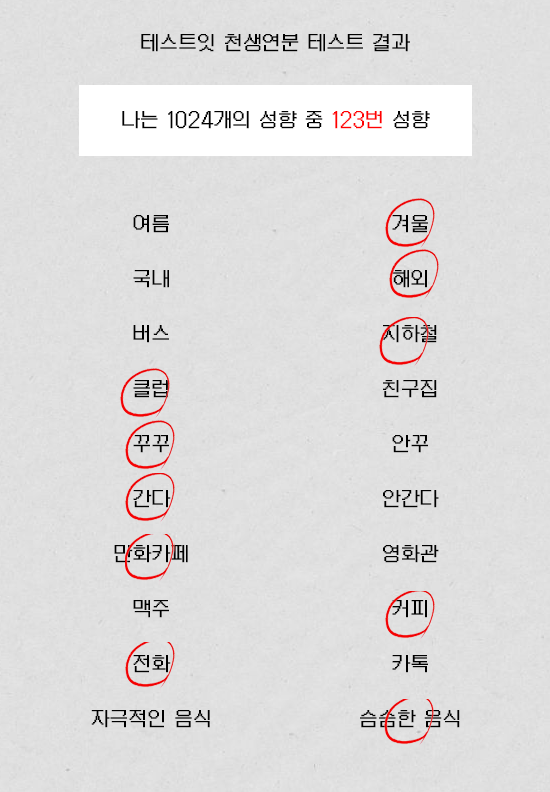 테스트잇 천생연분 테스트 결과
나는 1024개의 성향 중 123번 성향
여름 겨울
국내 해외
버스 지하철
클럽 친구집
꾸꾸 안꾸
간다 안간다
만화카페 영화관
맥주 커피
전화 카톡
자극적인 음식 슴슴한 음식